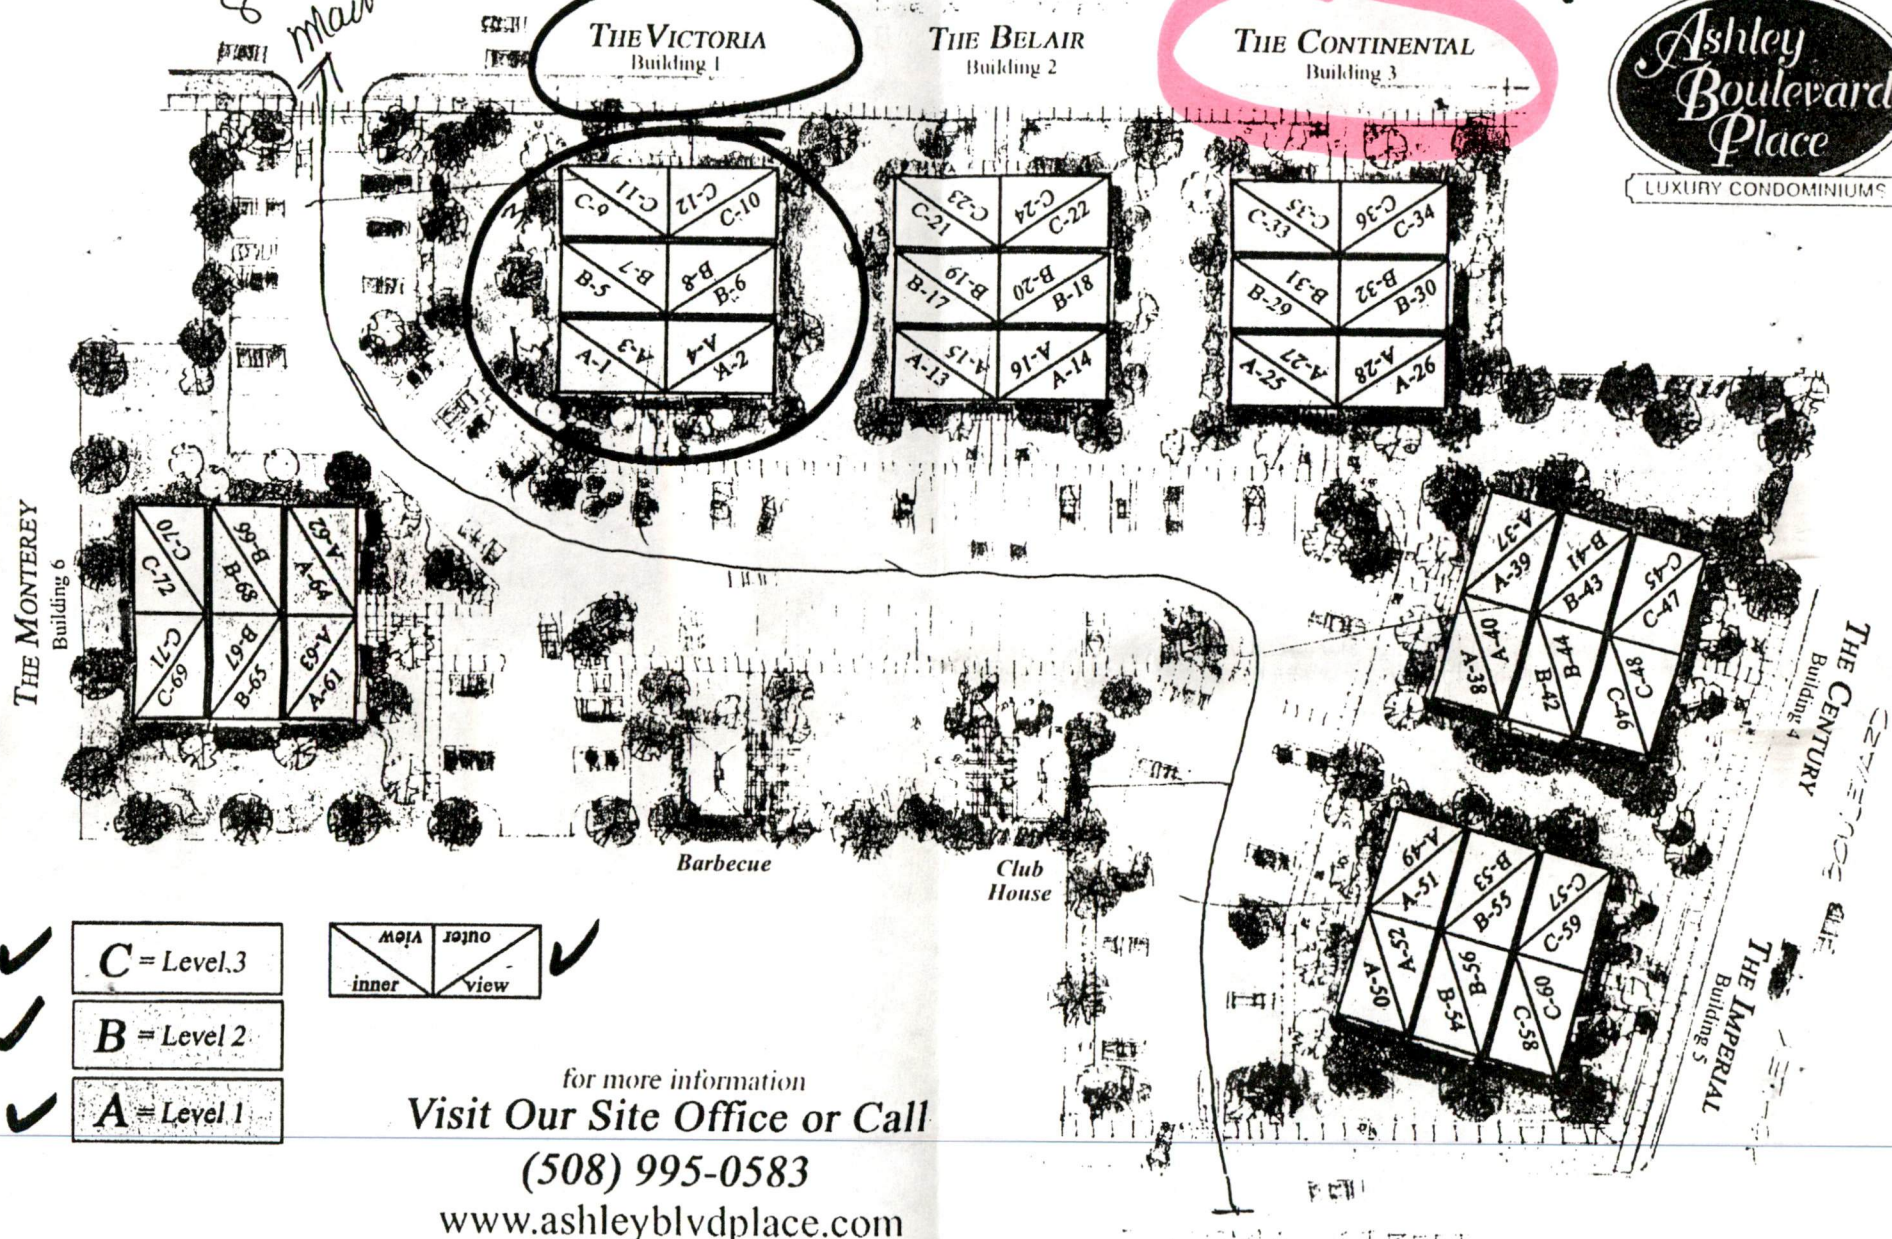 Main
THE VICTORIA
Building 1
THE BELAIR
Building 2
THE CONTINENTAL
Building 3
Ashley
Boulevard
Place
LUXURY CONDOMINIUMS
C-9 C-11 C-12 C-10
B-5 B-7 B-8 B-6
A-1 A-3 A-4 A-2
C-21 C-23 C-24 C-22
B-17 B-19 B-20 B-18
A-13 A-15 A-16 A-14
C-33 C-35 C-36 C-34
B-29 B-31 B-32 B-30
A-25 A-27 A-28 A-26
THE MONTEREY
Building 6
C-70 B-66 A-62
C-72 B-68 A-64
C-71 B-67 A-63
C-69 B-65 A-61
A-37 B-41 C-45
A-39 B-43 C-47
A-40 B-44 C-48
A-38 B-42 C-46
THE CENTURY
Building 4
A-49 B-53 C-57
A-51 B-55 C-59
A-52 B-56 C-60
A-50 B-54 C-58
THE IMPERIAL
Building 5
Barbecue
Club
House
C = Level 3
B = Level 2
A = Level 1
view outer
inner view
for more information
Visit Our Site Office or Call
(508) 995-0583
www.ashleyblvdplace.com